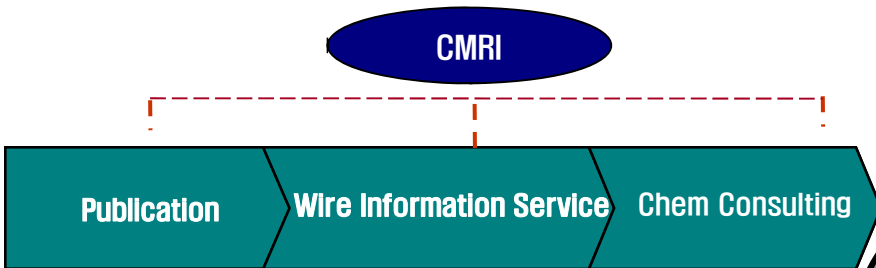 CMRI
Publication
Wire Information Service
Chem Consulting